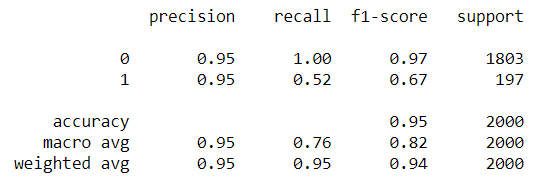 precision recall f1-score support
0 0.95 1.00 0.97 1803
1 0.95 0.52 0.67 197
accuracy 0.95 2000
macro avg 0.95 0.76 0.82 2000
weighted avg 0.95 0.95 0.94 2000